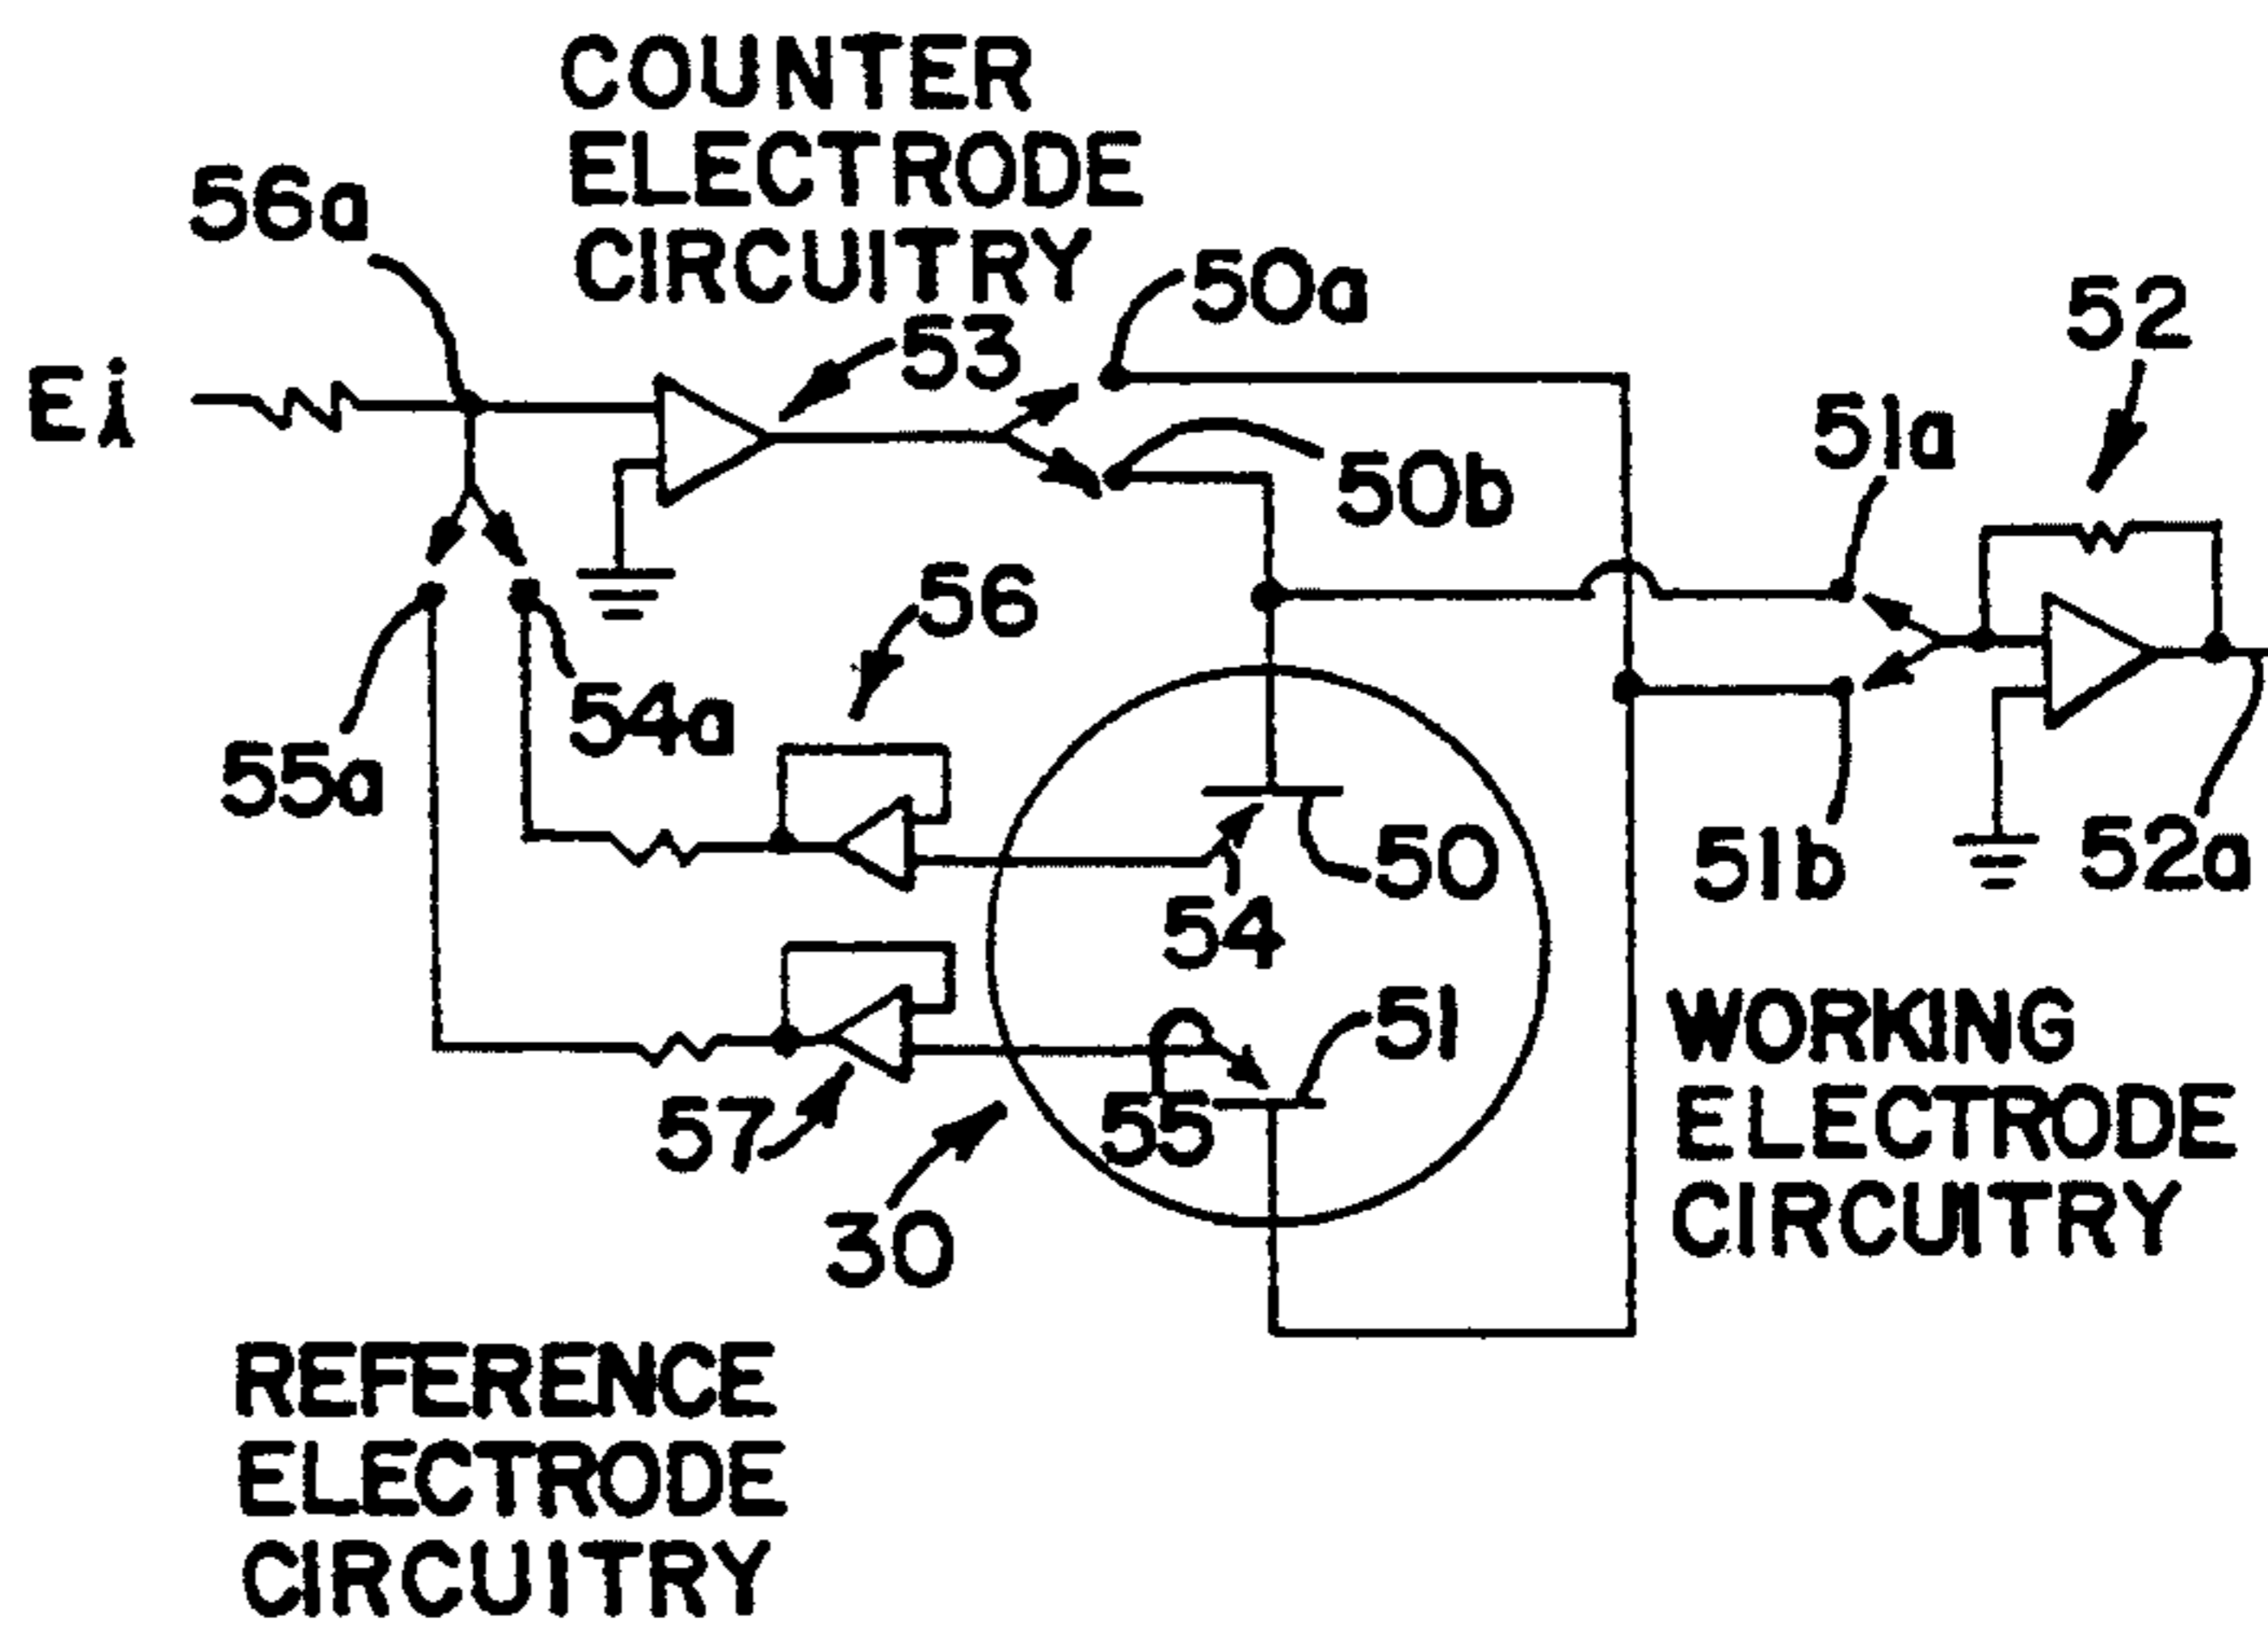 COUNTER
ELECTRODE
CIRCUITRY
56a
50a
52
53
Ei
51a
50b
56
54a
55a
50
51b
52a
54
51
WORKING
ELECTRODE
CIRCUITRY
57
55
30
REFERENCE
ELECTRODE
CIRCUITRY